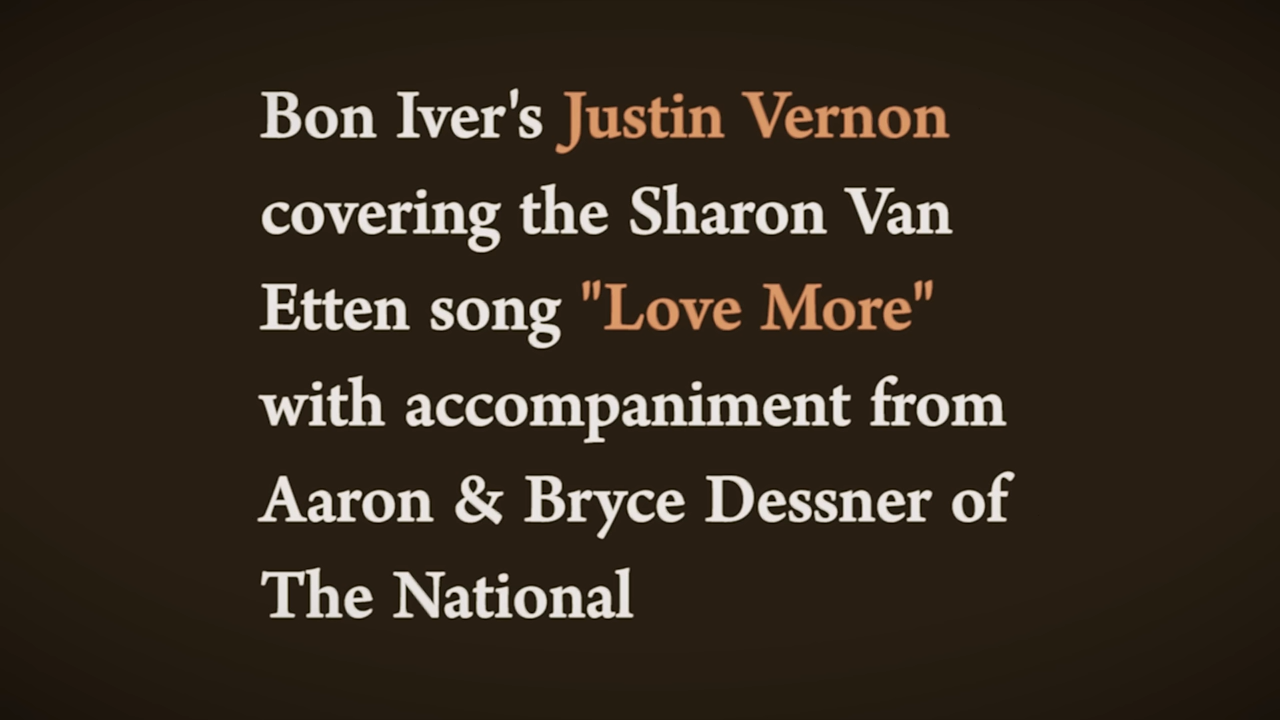 Bon Iver's Justin Vernon
covering the Sharon Van
Etten song "Love More"
with accompaniment from
Aaron & Bryce Dessner of
The National